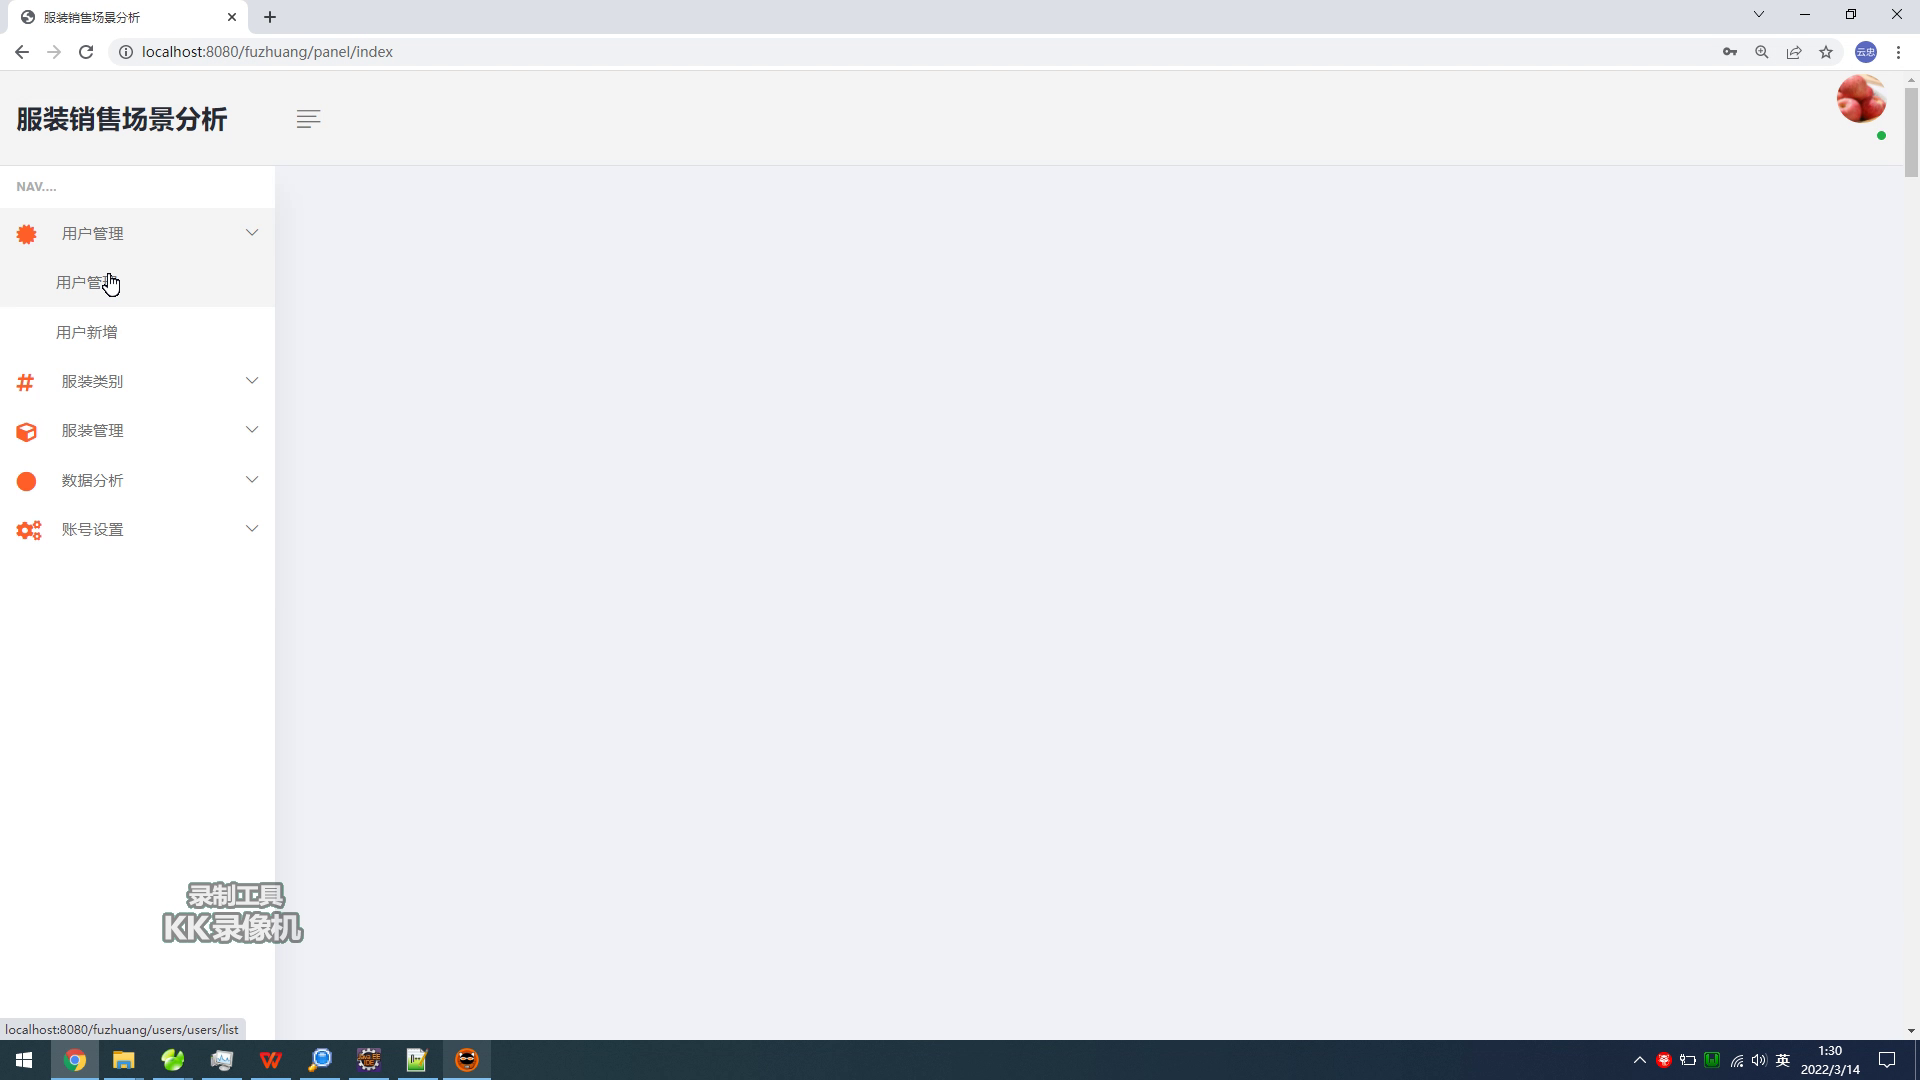 服装销售场景分析
localhost:8080/fuzhuang/panel/index
云忠
服装销售场景分析
NAV....
用户管理
用户管理
用户新增
服装类别
服装管理
数据分析
账号设置
录制工具
KK录像机
localhost:8080/fuzhuang/users/users/list
英
1:30
2022/3/14